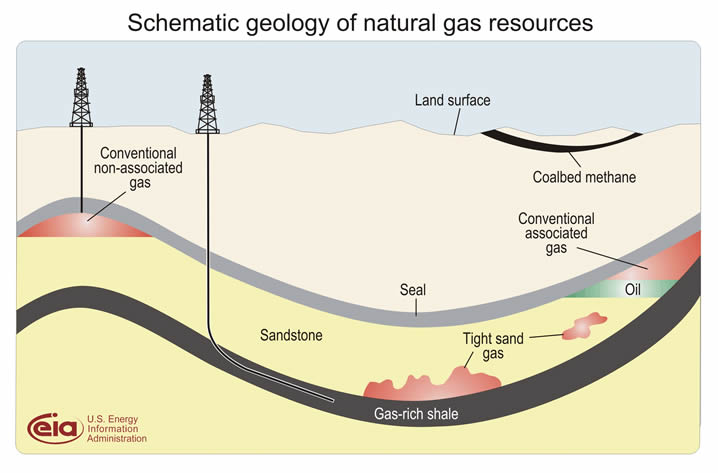 Schematic geology of natural gas resources
Land surface
Conventional
non-associated
gas
Coalbed methane
Conventional
associated
gas
Seal
Oil
Sandstone
Tight sand
gas
Gas-rich shale
eia
U.S. Energy
Information
Administration